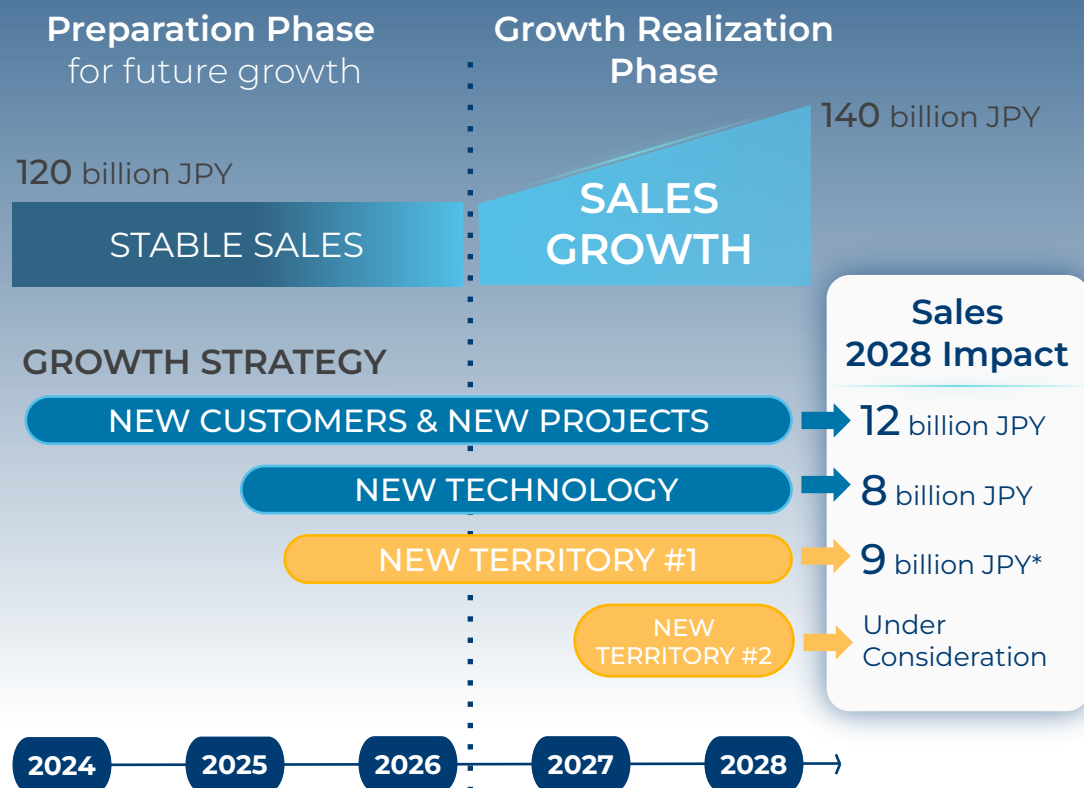 Preparation Phase
for future growth
Growth Realization
Phase
120 billion JPY
140 billion JPY
STABLE SALES
SALES
GROWTH
GROWTH STRATEGY
Sales
2028 Impact
NEW CUSTOMERS & NEW PROJECTS
12 billion JPY
NEW TECHNOLOGY
8 billion JPY
NEW TERRITORY #1
9 billion JPY*
NEW
TERRITORY #2
Under
Consideration
2024
2025
2026
2027
2028